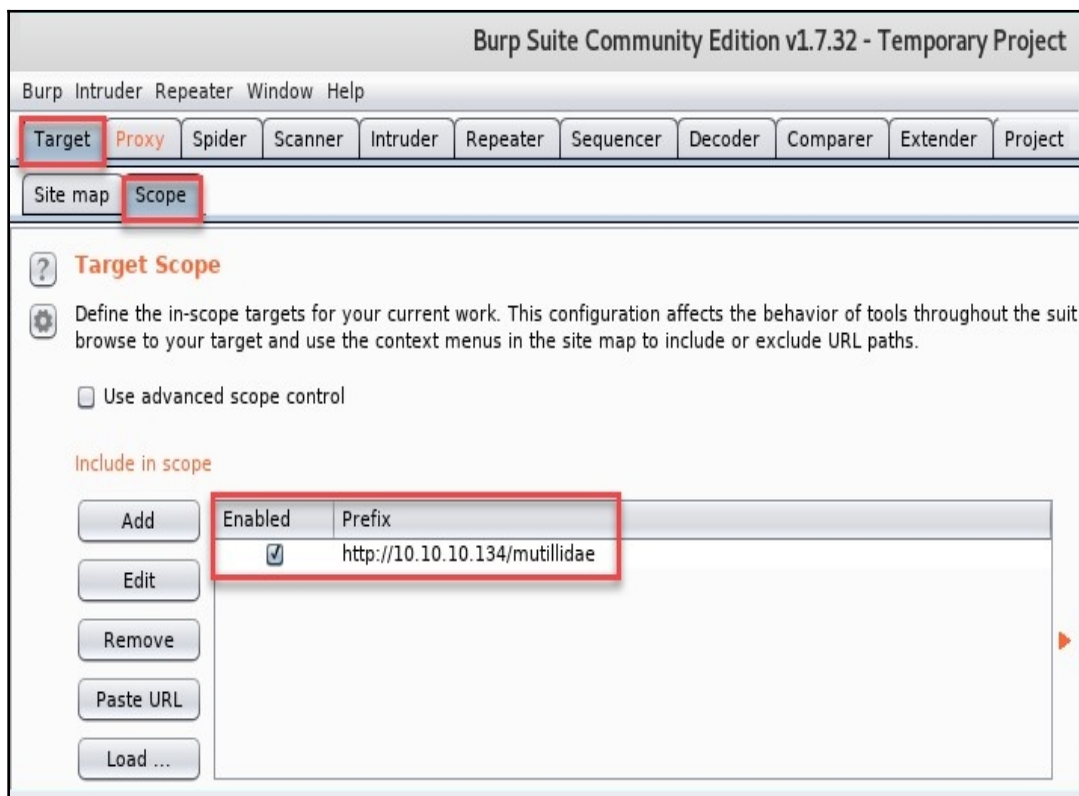 Burp Suite Community Edition v1.7.32 - Temporary Project
Burp Intruder Repeater Window Help
Target Proxy Spider Scanner Intruder Repeater Sequencer Decoder Comparer Extender Project
Site map Scope
? Target Scope
Define the in-scope targets for your current work. This configuration affects the behavior of tools throughout the suit
browse to your target and use the context menus in the site map to include or exclude URL paths.
Use advanced scope control
Include in scope
Add Enabled Prefix
http://10.10.10.134/mutillidae
Edit
Remove
Paste URL
Load ...